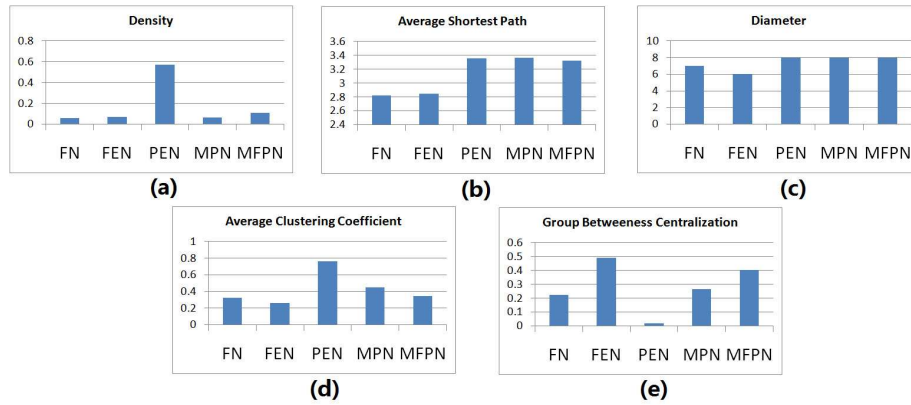 Density
0.8
0.6
0.4
0.2
0
FN FEN PEN MPN MFPN
(a)
Average Shortest Path
3.6
3.4
3.2
3
2.8
2.6
2.4
FN FEN PEN MPN MFPN
(b)
Diameter
10
8
6
4
2
0
FN FEN PEN MPN MFPN
(c)
Average Clustering Coefficient
1
0.8
0.6
0.4
0.2
0
FN FEN PEN MPN MFPN
(d)
Group Betweeness Centralization
0.6
0.5
0.4
0.3
0.2
0.1
0
FN FEN PEN MPN MFPN
(e)